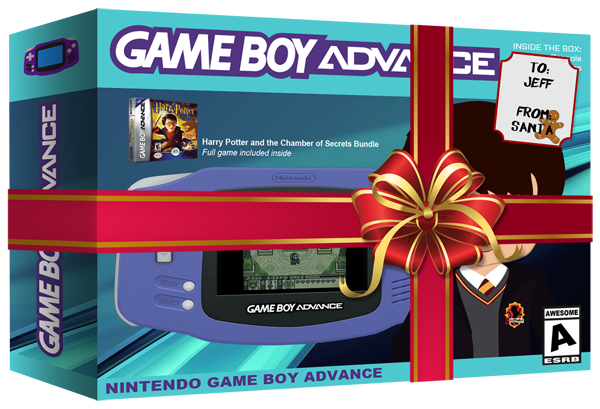 GAME BOY ADVANCE
INSIDE THE BOX:
TO:
JEFF
FROM:
SANTA
GAME BOY ADVANCE
Harry Potter
Harry Potter and the Chamber of Secrets Bundle
Full game included inside
Nintendo
GAME BOY ADVANCE
GAME BOY ADVANCE
START
SELECT
AWESOME
A
ESRB
NINTENDO GAME BOY ADVANCE